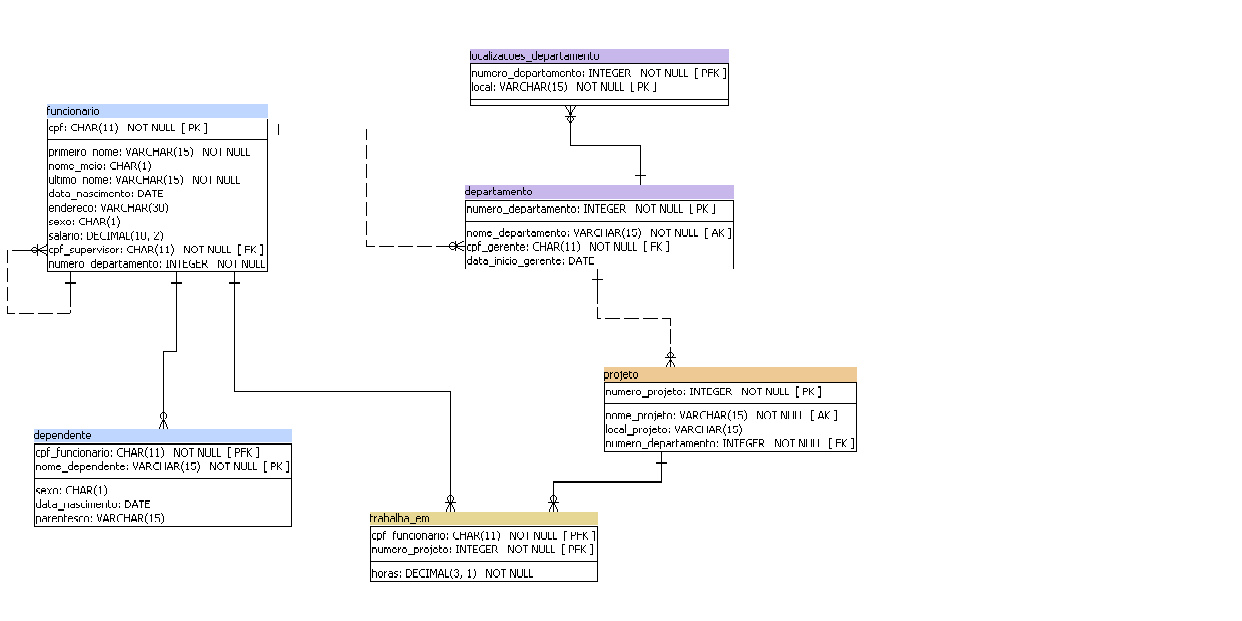 localizacoes_departamento
numero_departamento: INTEGER NOT NULL [ PFK ]
local: VARCHAR(15) NOT NULL [ PK ]
funcionario
cpf: CHAR(11) NOT NULL [ PK ]
primeiro_nome: VARCHAR(15) NOT NULL
nome_meio: CHAR(1)
ultimo_nome: VARCHAR(15) NOT NULL
data_nascimento: DATE
endereco: VARCHAR(30)
sexo: CHAR(1)
salario: DECIMAL(10, 2)
cpf_supervisor: CHAR(11) NOT NULL [ FK ]
numero_departamento: INTEGER NOT NULL
departamento
numero_departamento: INTEGER NOT NULL [ PK ]
nome_departamento: VARCHAR(15) NOT NULL [ AK ]
cpf_gerente: CHAR(11) NOT NULL [ FK ]
data_inicio_gerente: DATE
projeto
numero_projeto: INTEGER NOT NULL [ PK ]
nome_projeto: VARCHAR(15) NOT NULL [ AK ]
local_projeto: VARCHAR(15)
numero_departamento: INTEGER NOT NULL [ FK ]
dependente
cpf_funcionario: CHAR(11) NOT NULL [ PFK ]
nome_dependente: VARCHAR(15) NOT NULL [ PK ]
sexo: CHAR(1)
data_nascimento: DATE
parentesco: VARCHAR(15)
trabalha_em
cpf_funcionario: CHAR(11) NOT NULL [ PFK ]
numero_projeto: INTEGER NOT NULL [ PFK ]
horas: DECIMAL(3, 1) NOT NULL